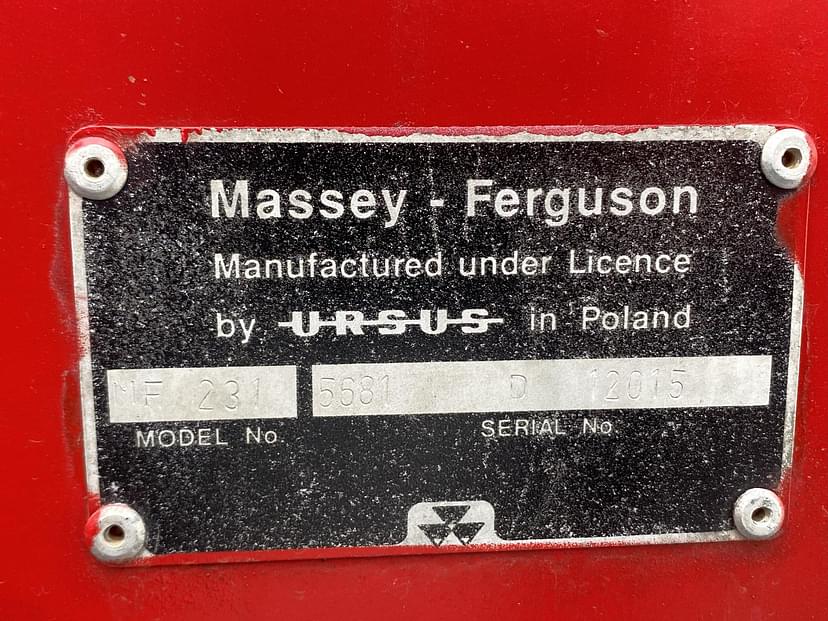 Massey - Ferguson
Manufactured under Licence
by URSUS in Poland
MF 231 5681 D 12015
MODEL No. SERIAL No.